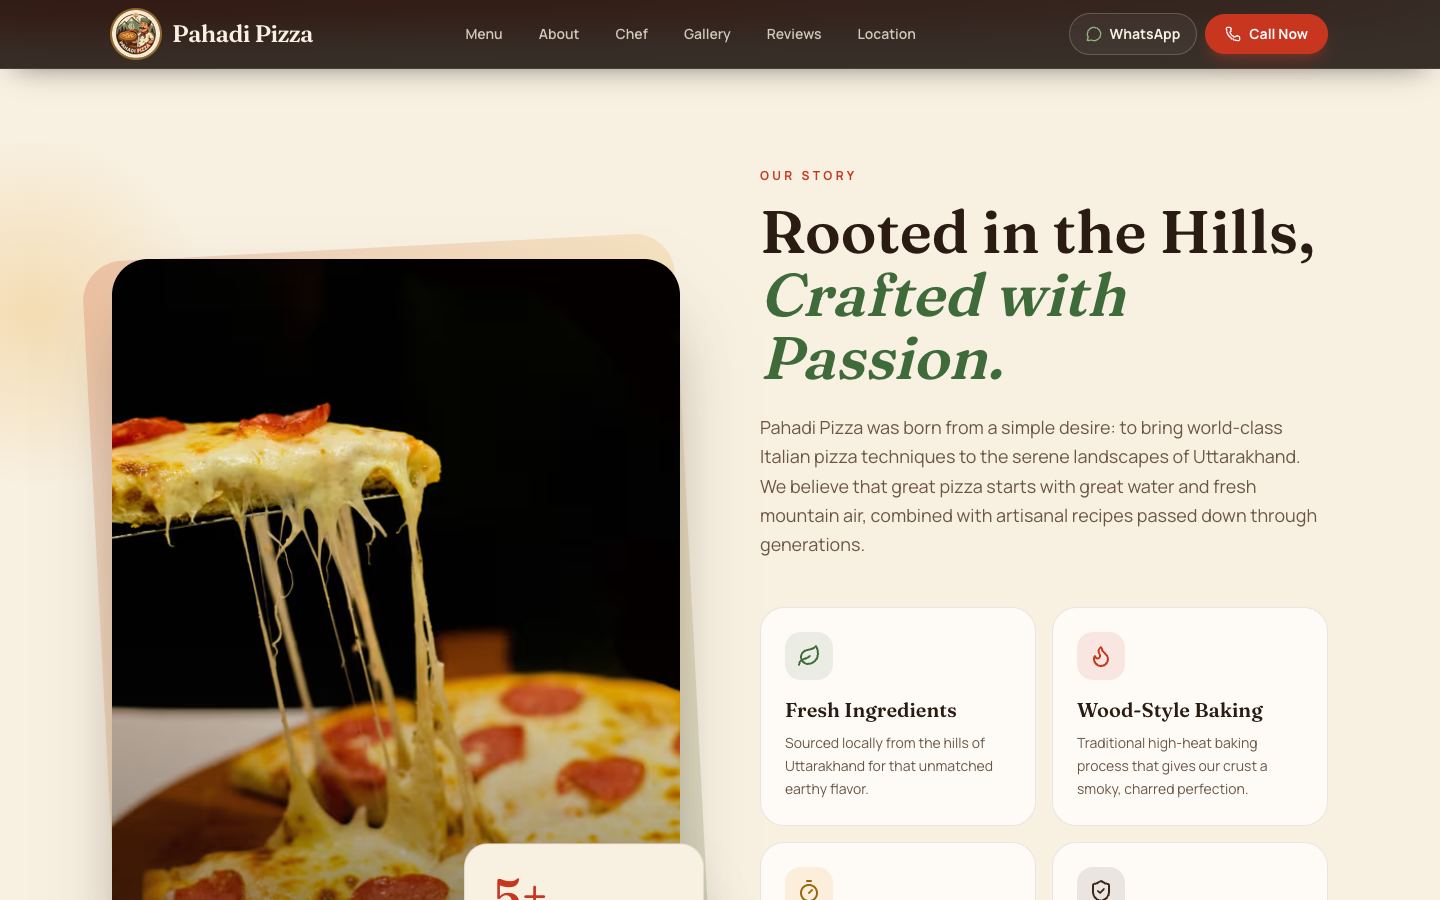 Pahadi Pizza
Menu
About
Chef
Gallery
Reviews
Location
WhatsApp
Call Now
OUR STORY
Rooted in the Hills,
Crafted with
Passion.
Pahadi Pizza was born from a simple desire: to bring world-class
Italian pizza techniques to the serene landscapes of Uttarakhand.
We believe that great pizza starts with great water and fresh
mountain air, combined with artisanal recipes passed down through
generations.
Fresh Ingredients
Sourced locally from the hills of
Uttarakhand for that unmatched
earthy flavor.
Wood-Style Baking
Traditional high-heat baking
process that gives our crust a
smoky, charred perfection.
5+